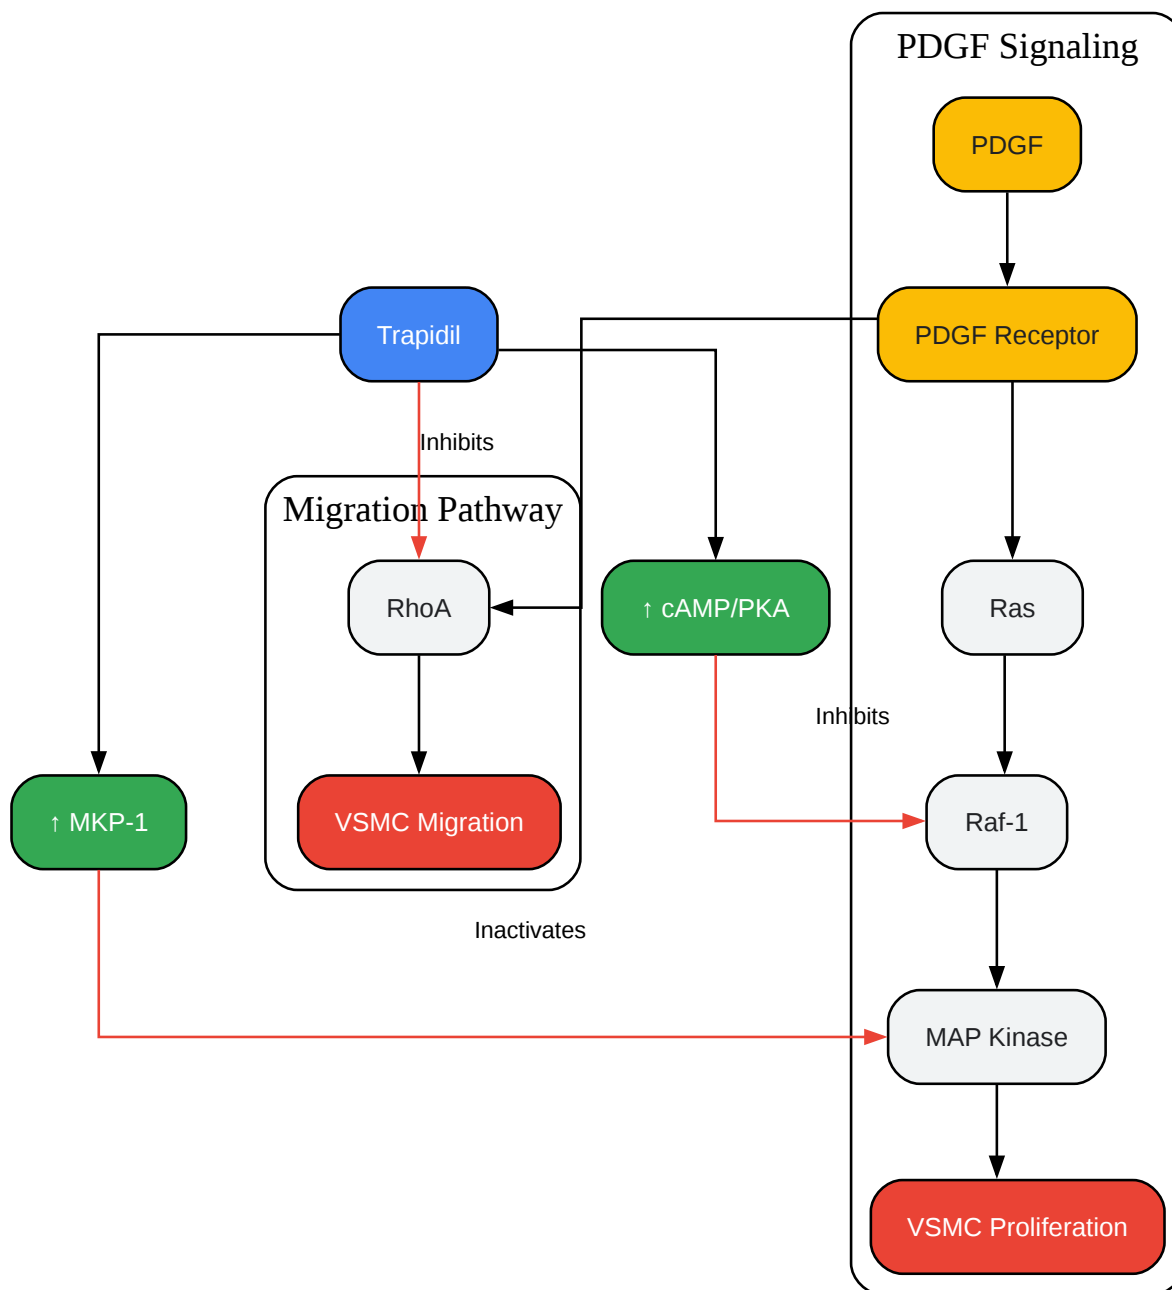 PDGF Signaling
PDGF
Trapidil
PDGF Receptor
Inhibits
Migration Pathway
RhoA
↑ cAMP/PKA
Ras
Inhibits
↑ MKP-1
VSMC Migration
Raf-1
Inactivates
MAP Kinase
VSMC Proliferation